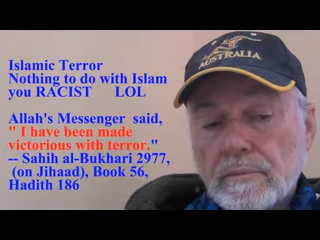 Islamic Terror
Nothing to do with Islam
you RACIST LOL
Allah's Messenger said,
" I have been made
victorious with terror."
-- Sahih al-Bukhari 2977,
(on Jihaad), Book 56,
Hadith 186
AUSTRALIA